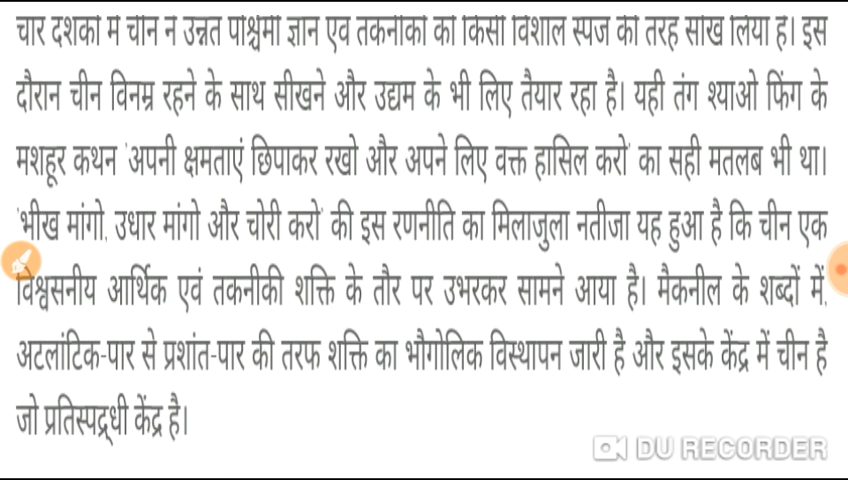 चार दशकों में चीन ने उन्नत पश्चिमी ज्ञान एवं तकनीकों को किसी विशाल स्पंज की तरह सोख लिया है। इस
दौरान चीन विनम्र रहने के साथ सीखने और उद्यम के भी लिए तैयार रहा है। यही तंग श्याओ फिंग के
मशहूर कथन 'अपनी क्षमताएं छिपाकर रखो और अपने लिए वक्त हासिल करो' का सही मतलब भी था।
'भीख मांगो, उधार मांगो और चोरी करो' की इस रणनीति का मिलाजुला नतीजा यह हुआ है कि चीन एक
विश्वसनीय आर्थिक एवं तकनीकी शक्ति के तौर पर उभरकर सामने आया है। मैकनील के शब्दों में,
अटलांटिक-पार से प्रशांत-पार की तरफ शक्ति का भौगोलिक विस्थापन जारी है और इसके केंद्र में चीन है
जो प्रतिस्पद्र्धी केंद्र है।
DU RECORDER